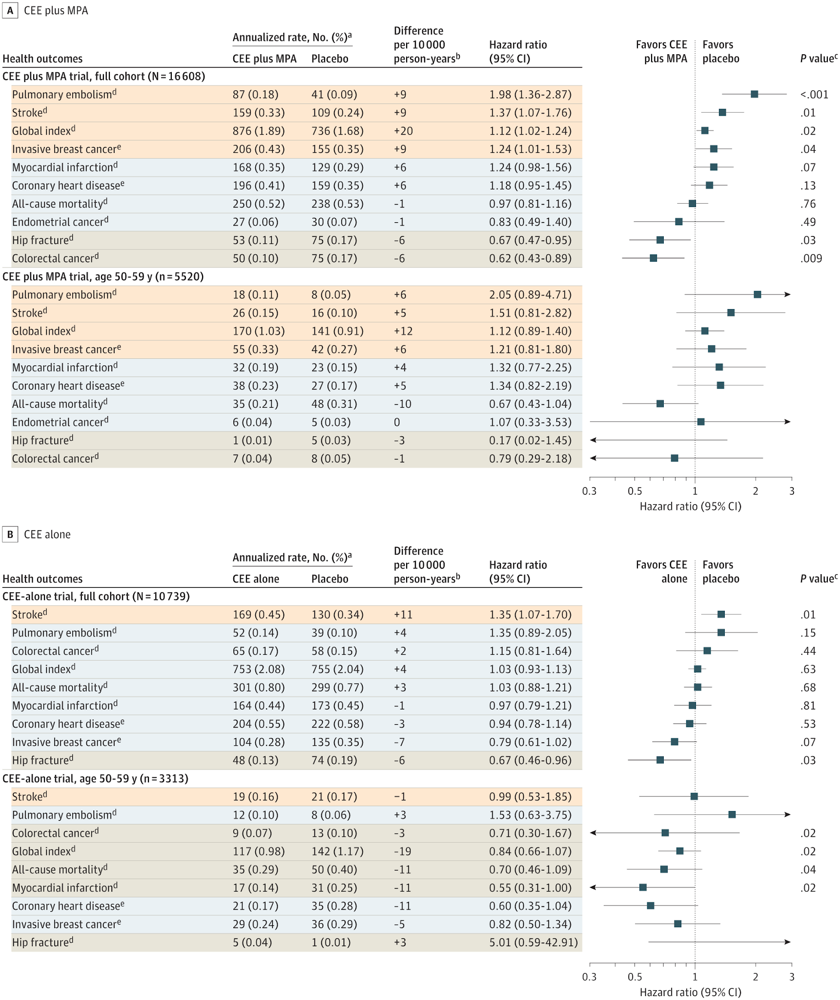 A CEE plus MPA
Annualized rate, No. (%)a Difference per 10 000 person-yearsb Hazard ratio (95% CI) Favors CEE plus MPA Favors placebo
Health outcomes CEE plus MPA Placebo P valuec
CEE plus MPA trial, full cohort (N = 16 608)
Pulmonary embolismd 87 (0.18) 41 (0.09) +9 1.98 (1.36-2.87) <.001
Stroked 159 (0.33) 109 (0.24) +9 1.37 (1.07-1.76) .01
Global indexd 876 (1.89) 736 (1.68) +20 1.12 (1.02-1.24) .02
Invasive breast cancere 206 (0.43) 155 (0.35) +9 1.24 (1.01-1.53) .04
Myocardial infarctiond 168 (0.35) 129 (0.29) +6 1.24 (0.98-1.56) .07
Coronary heart diseasee 196 (0.41) 159 (0.35) +6 1.18 (0.95-1.45) .13
All-cause mortalityd 250 (0.52) 238 (0.53) –1 0.97 (0.81-1.16) .76
Endometrial cancerd 27 (0.06) 30 (0.07) –1 0.83 (0.49-1.40) .49
Hip fractured 53 (0.11) 75 (0.17) –6 0.67 (0.47-0.95) .03
Colorectal cancerd 50 (0.10) 75 (0.17) –6 0.62 (0.43-0.89) .009
CEE plus MPA trial, age 50-59 y (n = 5520)
Pulmonary embolismd 18 (0.11) 8 (0.05) +6 2.05 (0.89-4.71)
Stroked 26 (0.15) 16 (0.10) +5 1.51 (0.81-2.82)
Global indexd 170 (1.03) 141 (0.91) +12 1.12 (0.89-1.40)
Invasive breast cancere 55 (0.33) 42 (0.27) +6 1.21 (0.81-1.80)
Myocardial infarctiond 32 (0.19) 23 (0.15) +4 1.32 (0.77-2.25)
Coronary heart diseasee 38 (0.23) 27 (0.17) +5 1.34 (0.82-2.19)
All-cause mortalityd 35 (0.21) 48 (0.31) –10 0.67 (0.43-1.04)
Endometrial cancerd 6 (0.04) 5 (0.03) 0 1.07 (0.33-3.53)
Hip fractured 1 (0.01) 5 (0.03) –3 0.17 (0.02-1.45)
Colorectal cancerd 7 (0.04) 8 (0.05) –1 0.79 (0.29-2.18)
0.3 0.5 1 2 3
Hazard ratio (95% CI)
B CEE alone
Annualized rate, No. (%)a Difference per 10 000 person-yearsb Hazard ratio (95% CI) Favors CEE alone Favors placebo
Health outcomes CEE alone Placebo P valuec
CEE-alone trial, full cohort (N = 10 739)
Stroked 169 (0.45) 130 (0.34) +11 1.35 (1.07-1.70) .01
Pulmonary embolismd 52 (0.14) 39 (0.10) +4 1.35 (0.89-2.05) .15
Colorectal cancerd 65 (0.17) 58 (0.15) +2 1.15 (0.81-1.64) .44
Global indexd 753 (2.08) 755 (2.04) +4 1.03 (0.93-1.13) .63
All-cause mortalityd 301 (0.80) 299 (0.77) +3 1.03 (0.88-1.21) .68
Myocardial infarctiond 164 (0.44) 173 (0.45) –1 0.97 (0.79-1.21) .81
Coronary heart diseasee 204 (0.55) 222 (0.58) –3 0.94 (0.78-1.14) .53
Invasive breast cancere 104 (0.28) 135 (0.35) –7 0.79 (0.61-1.02) .07
Hip fractured 48 (0.13) 74 (0.19) –6 0.67 (0.46-0.96) .03
CEE-alone trial, age 50-59 y (n = 3313)
Stroked 19 (0.16) 21 (0.17) –1 0.99 (0.53-1.85)
Pulmonary embolismd 12 (0.10) 8 (0.06) +3 1.53 (0.63-3.75)
Colorectal cancerd 9 (0.07) 13 (0.10) –3 0.71 (0.30-1.67) .02
Global indexd 117 (0.98) 142 (1.17) –19 0.84 (0.66-1.07) .02
All-cause mortalityd 35 (0.29) 50 (0.40) –11 0.70 (0.46-1.09) .04
Myocardial infarctiond 17 (0.14) 31 (0.25) –11 0.55 (0.31-1.00) .02
Coronary heart diseasee 21 (0.17) 35 (0.28) –11 0.60 (0.35-1.04)
Invasive breast cancere 29 (0.24) 36 (0.29) –5 0.82 (0.50-1.34)
Hip fractured 5 (0.04) 1 (0.01) +3 5.01 (0.59-42.91)
0.3 0.5 1 2 3
Hazard ratio (95% CI)